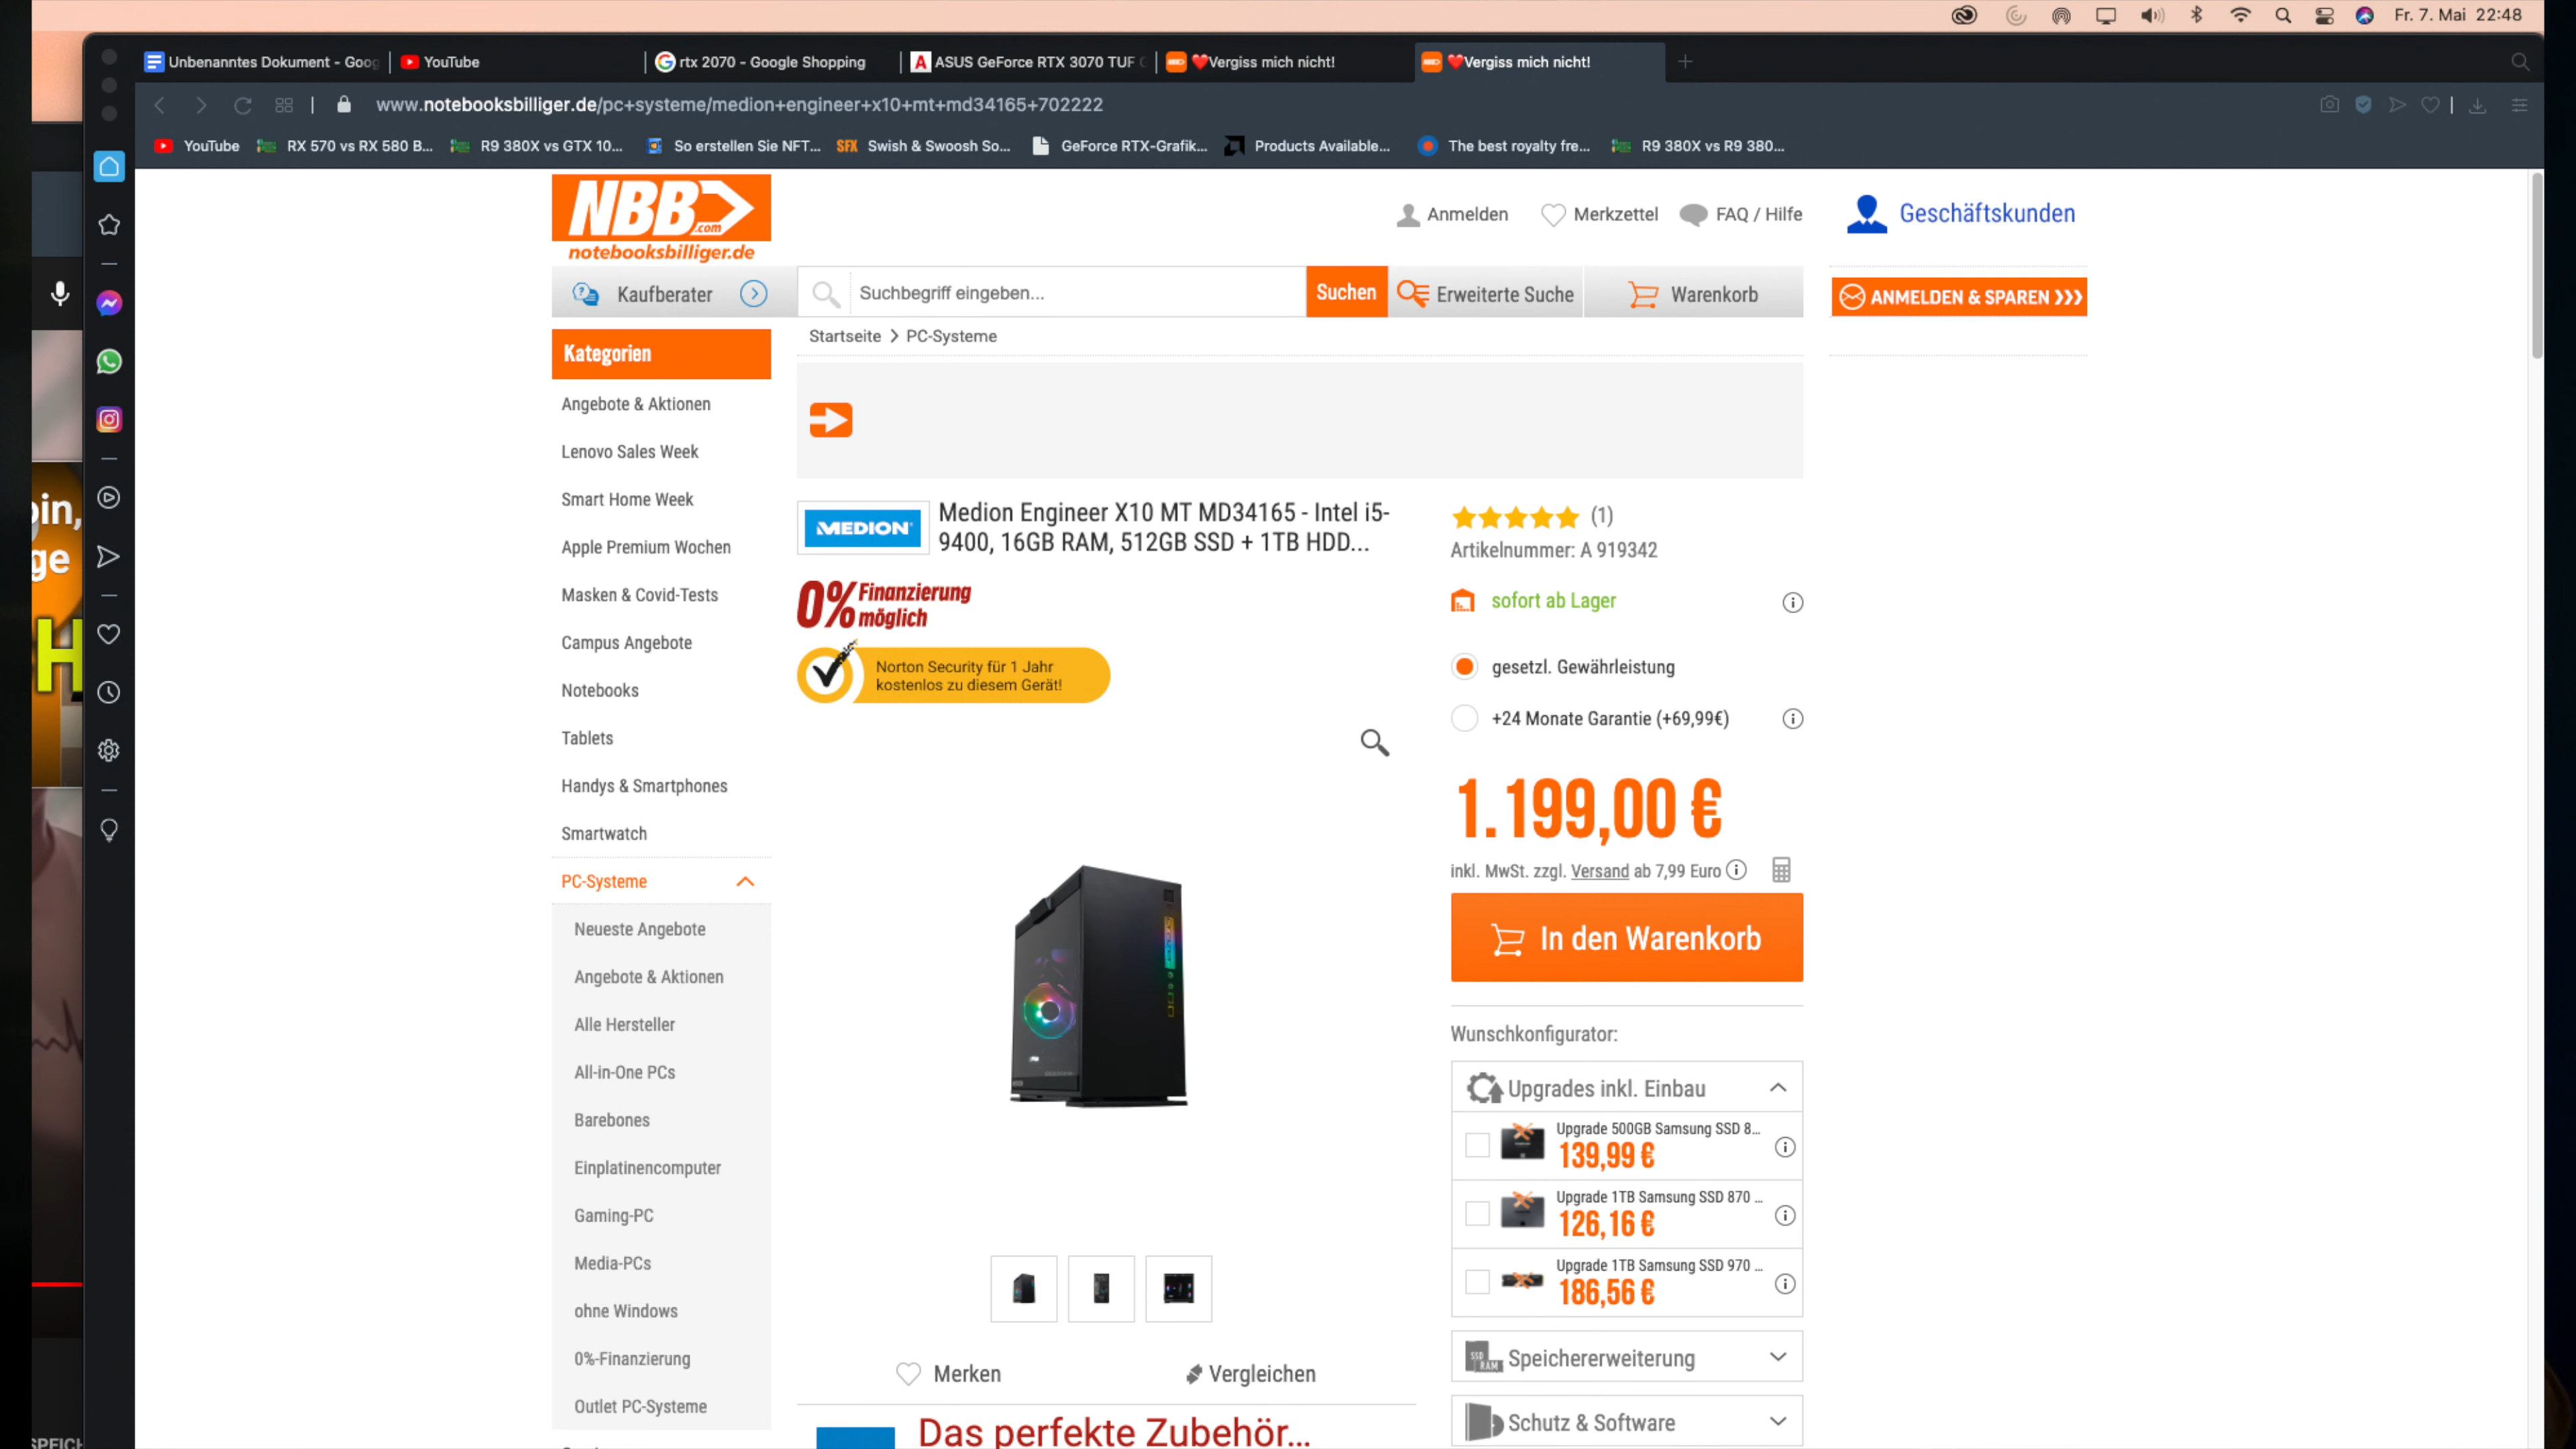 Fr. 7. Mai 22:48
Unbenanntes Dokument - Goog
YouTube
rtx 2070 - Google Shopping
ASUS GeForce RTX 3070 TUF
❤️Vergiss mich nicht!
❤️Vergiss mich nicht!
www.notebooksbilliger.de/pc+systeme/medion+engineer+x10+mt+md34165+702222
YouTube
RX 570 vs RX 580 B...
R9 380X vs GTX 10...
So erstellen Sie NFT...
SFX Swish & Swoosh So...
GeForce RTX-Grafik...
Products Available...
The best royalty fre...
R9 380X vs R9 380...
NBB.com
notebooksbilliger.de
Anmelden
Merkzettel
FAQ / Hilfe
Geschäftskunden
Kaufberater
Suchbegriff eingeben...
Suchen
Erweiterte Suche
Warenkorb
ANMELDEN & SPAREN ❯❯❯
Startseite > PC-Systeme
Kategorien
Angebote & Aktionen
Lenovo Sales Week
Smart Home Week
Apple Premium Wochen
Masken & Covid-Tests
Campus Angebote
Notebooks
Tablets
Handys & Smartphones
Smartwatch
PC-Systeme
Neueste Angebote
Angebote & Aktionen
Alle Hersteller
All-in-One PCs
Barebones
Einplatinencomputer
Gaming-PC
Media-PCs
ohne Windows
0%-Finanzierung
Outlet PC-Systeme
MEDION
Medion Engineer X10 MT MD34165 - Intel i5-
9400, 16GB RAM, 512GB SSD + 1TB HDD...
0% Finanzierung
möglich
Norton Security für 1 Jahr
kostenlos zu diesem Gerät!
Merken
Vergleichen
Das perfekte Zubehör...
(1)
Artikelnummer: A 919342
sofort ab Lager
gesetzl. Gewährleistung
+24 Monate Garantie (+69,99€)
1.199,00 €
inkl. MwSt. zzgl. Versand ab 7,99 Euro
In den Warenkorb
Wunschkonfigurator:
Upgrades inkl. Einbau
Upgrade 500GB Samsung SSD 8...
139,99 €
Upgrade 1TB Samsung SSD 870 ...
126,16 €
Upgrade 1TB Samsung SSD 970 ...
186,56 €
SSD RAM Speichererweiterung
Schutz & Software
oin,
ge
H
SPEICH